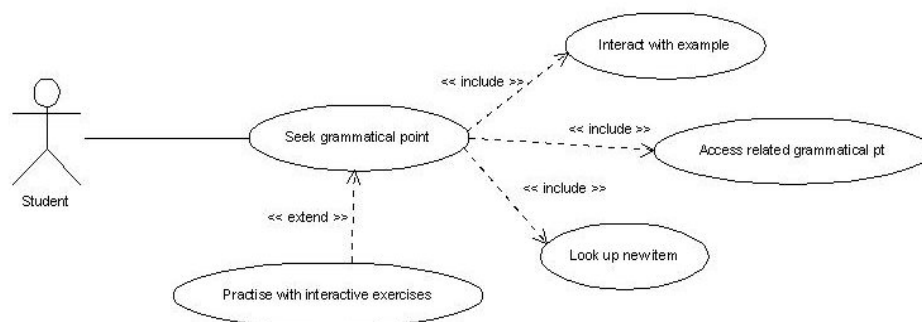 Interact with example
<< include >>
Seek grammatical point
<< include >>
Access related grammatical pt
Student
<< include >>
<< extend >>
Look up newitem
Practise with interactive exercises